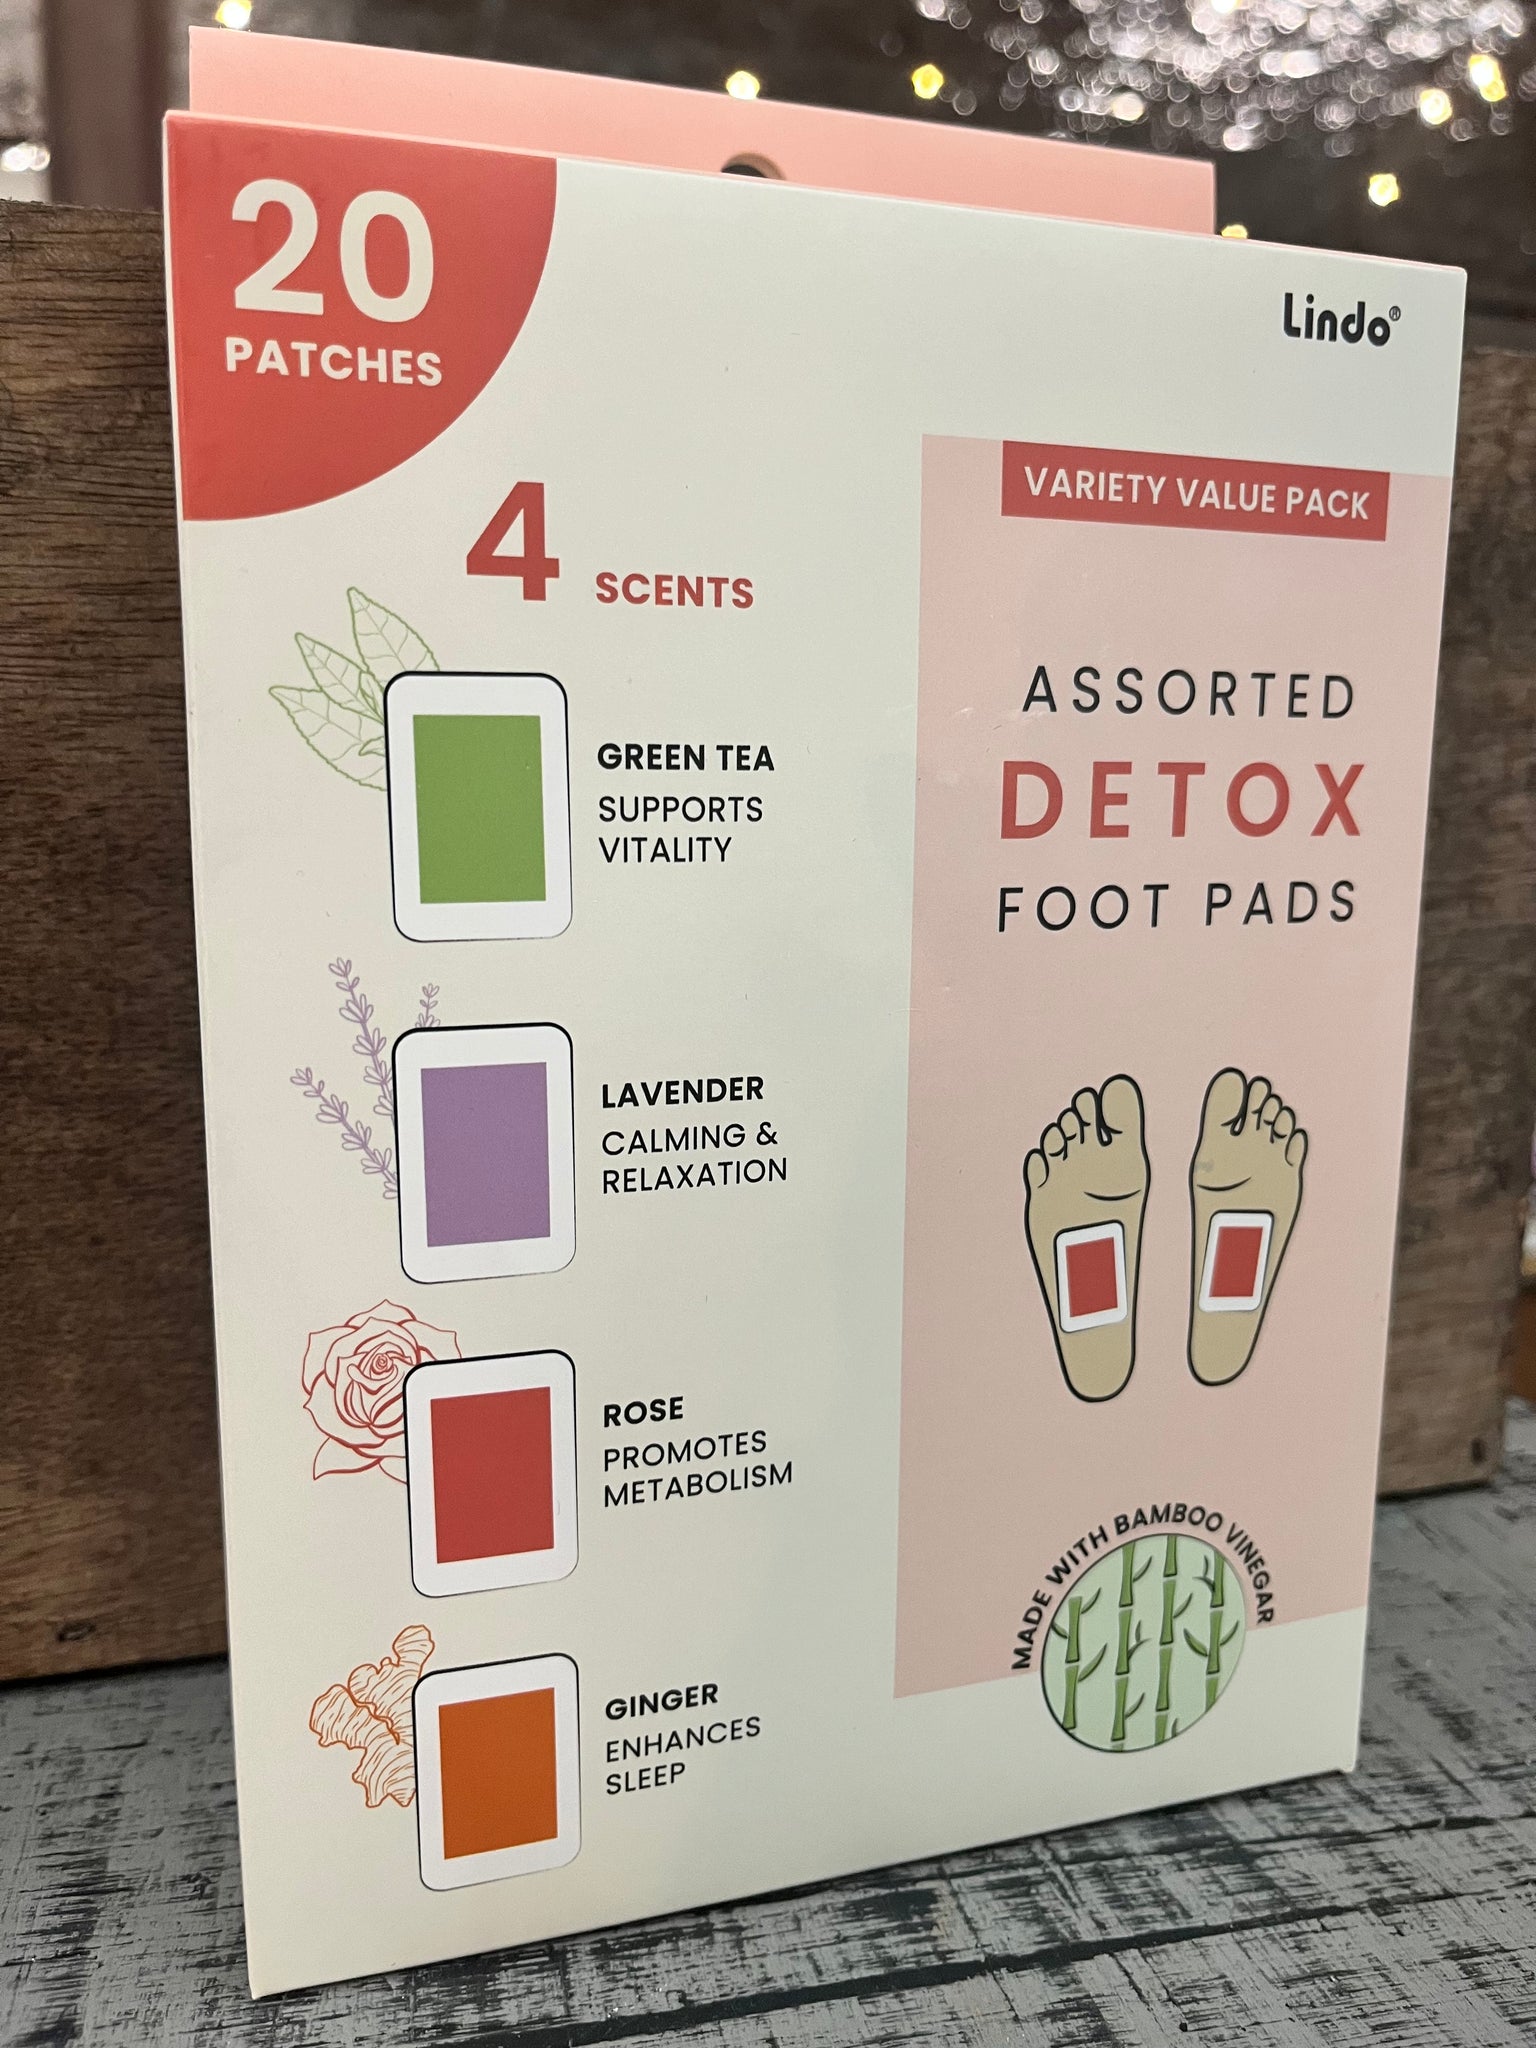 20
PATCHES
Lindo®
4 SCENTS
GREEN TEA
SUPPORTS
VITALITY
LAVENDER
CALMING &
RELAXATION
ROSE
PROMOTES
METABOLISM
GINGER
ENHANCES
SLEEP
VARIETY VALUE PACK
ASSORTED
DETOX
FOOT PADS
MADE WITH BAMBOO VINEGAR